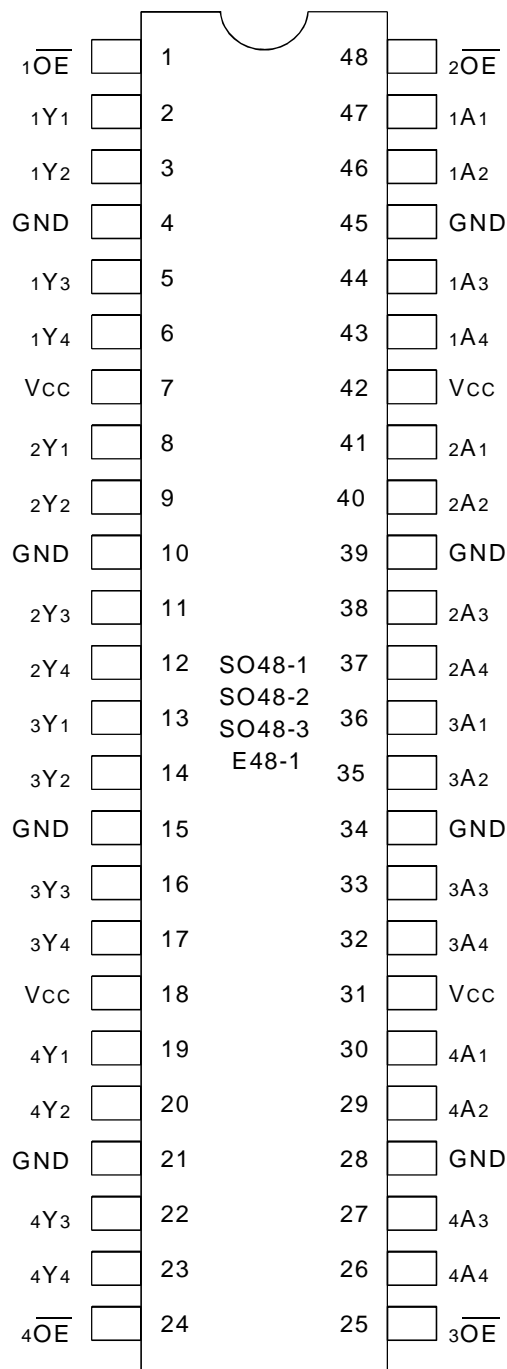 1O̅E̅ 1 48 2O̅E̅
1Y1 2 47 1A1
1Y2 3 46 1A2
GND 4 45 GND
1Y3 5 44 1A3
1Y4 6 43 1A4
VCC 7 42 VCC
2Y1 8 41 2A1
2Y2 9 40 2A2
GND 10 39 GND
2Y3 11 38 2A3
2Y4 12 SO48-1 37 2A4
SO48-2
3Y1 13 SO48-3 36 3A1
E48-1
3Y2 14 35 3A2
GND 15 34 GND
3Y3 16 33 3A3
3Y4 17 32 3A4
VCC 18 31 VCC
4Y1 19 30 4A1
4Y2 20 29 4A2
GND 21 28 GND
4Y3 22 27 4A3
4Y4 23 26 4A4
4O̅E̅ 24 25 3O̅E̅